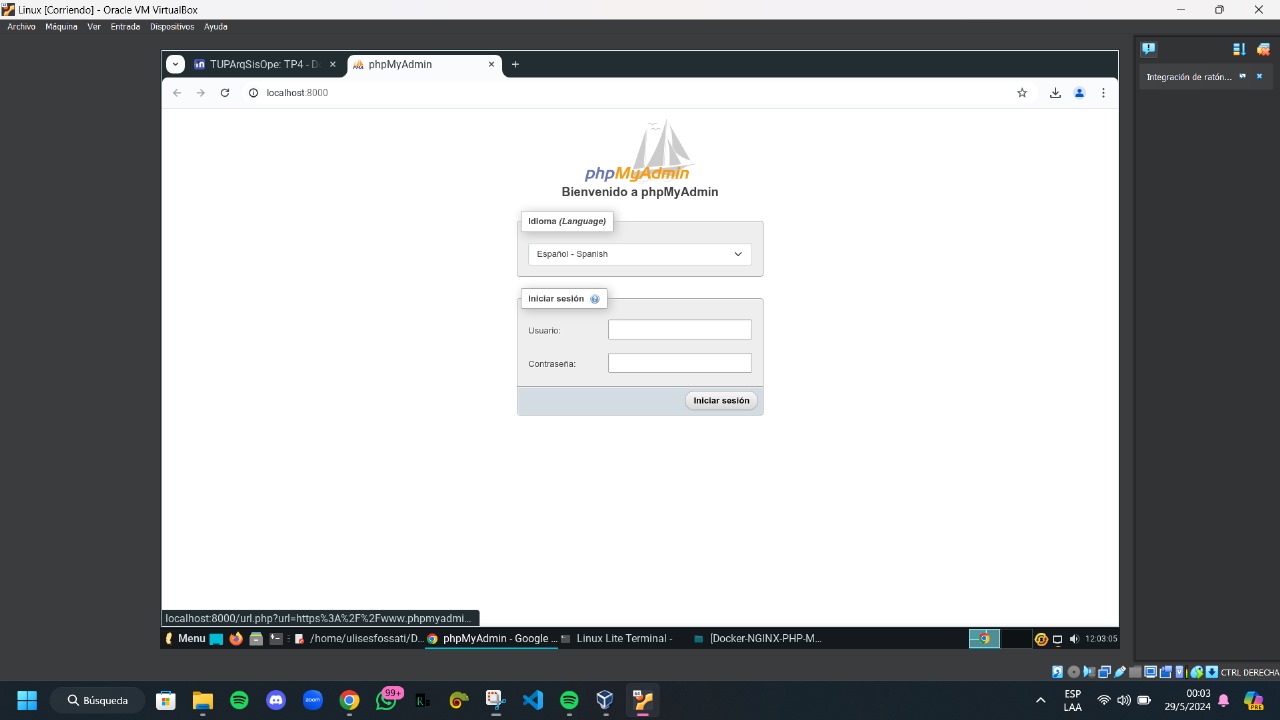 Linux [Corriendo] - Oracle VM VirtualBox
Archivo Máquina Ver Entrada Dispositivos Ayuda
TUPArqSisOpe: TP4 - D
phpMyAdmin
Integración de ratón...
localhost:8000
phpMyAdmin
Bienvenido a phpMyAdmin
Idioma (Language)
Español - Spanish
Iniciar sesión
Usuario:
Contraseña:
Iniciar sesión
localhost:8000/url.php?url=https%3A%2F%2Fwww.phpmyadmi...
Menu /home/ulisesfossati/D... phpMyAdmin - Google ... Linux Lite Terminal - [Docker-NGINX-PHP-M... 12:03:05
CTRL DERECHA
Búsqueda
zoom
99+
ESP
LAA
00:03
29/5/2024
PRE